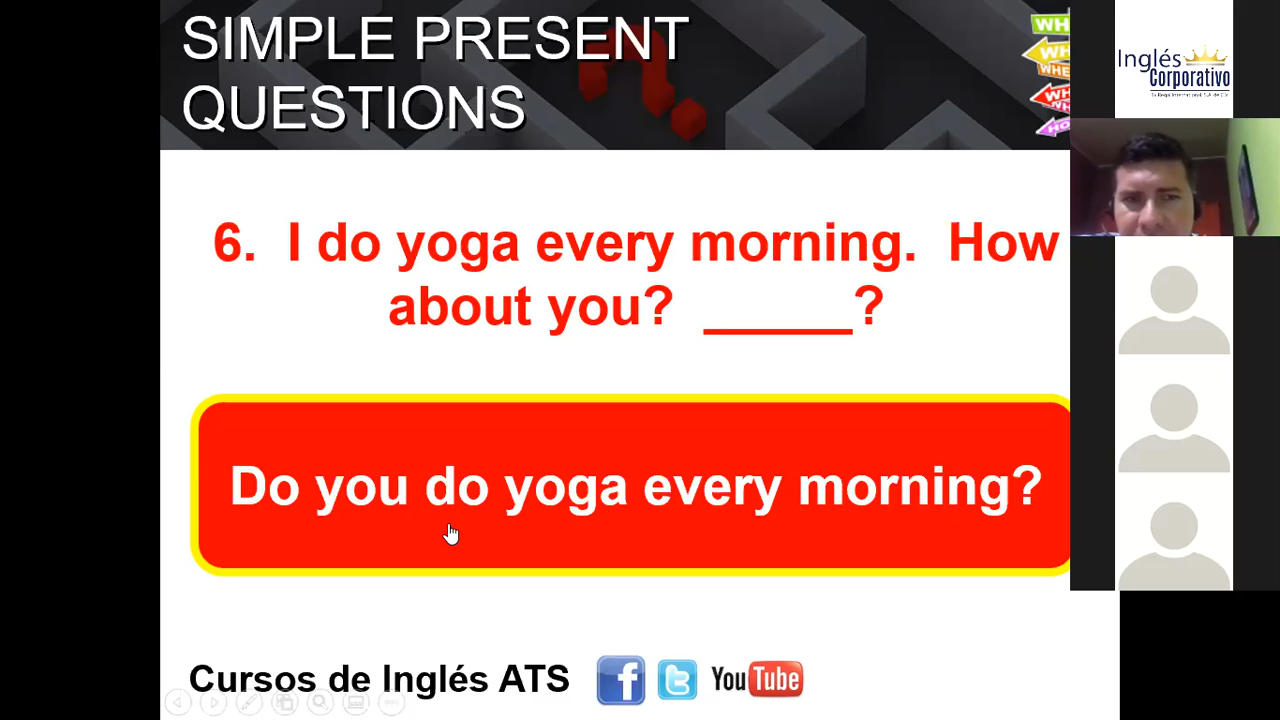 SIMPLE PRESENT
QUESTIONS
6. I do yoga every morning. How
about you? _____?
Do you do yoga every morning?
Cursos de Inglés ATS
You Tube
Inglés
Corporativo